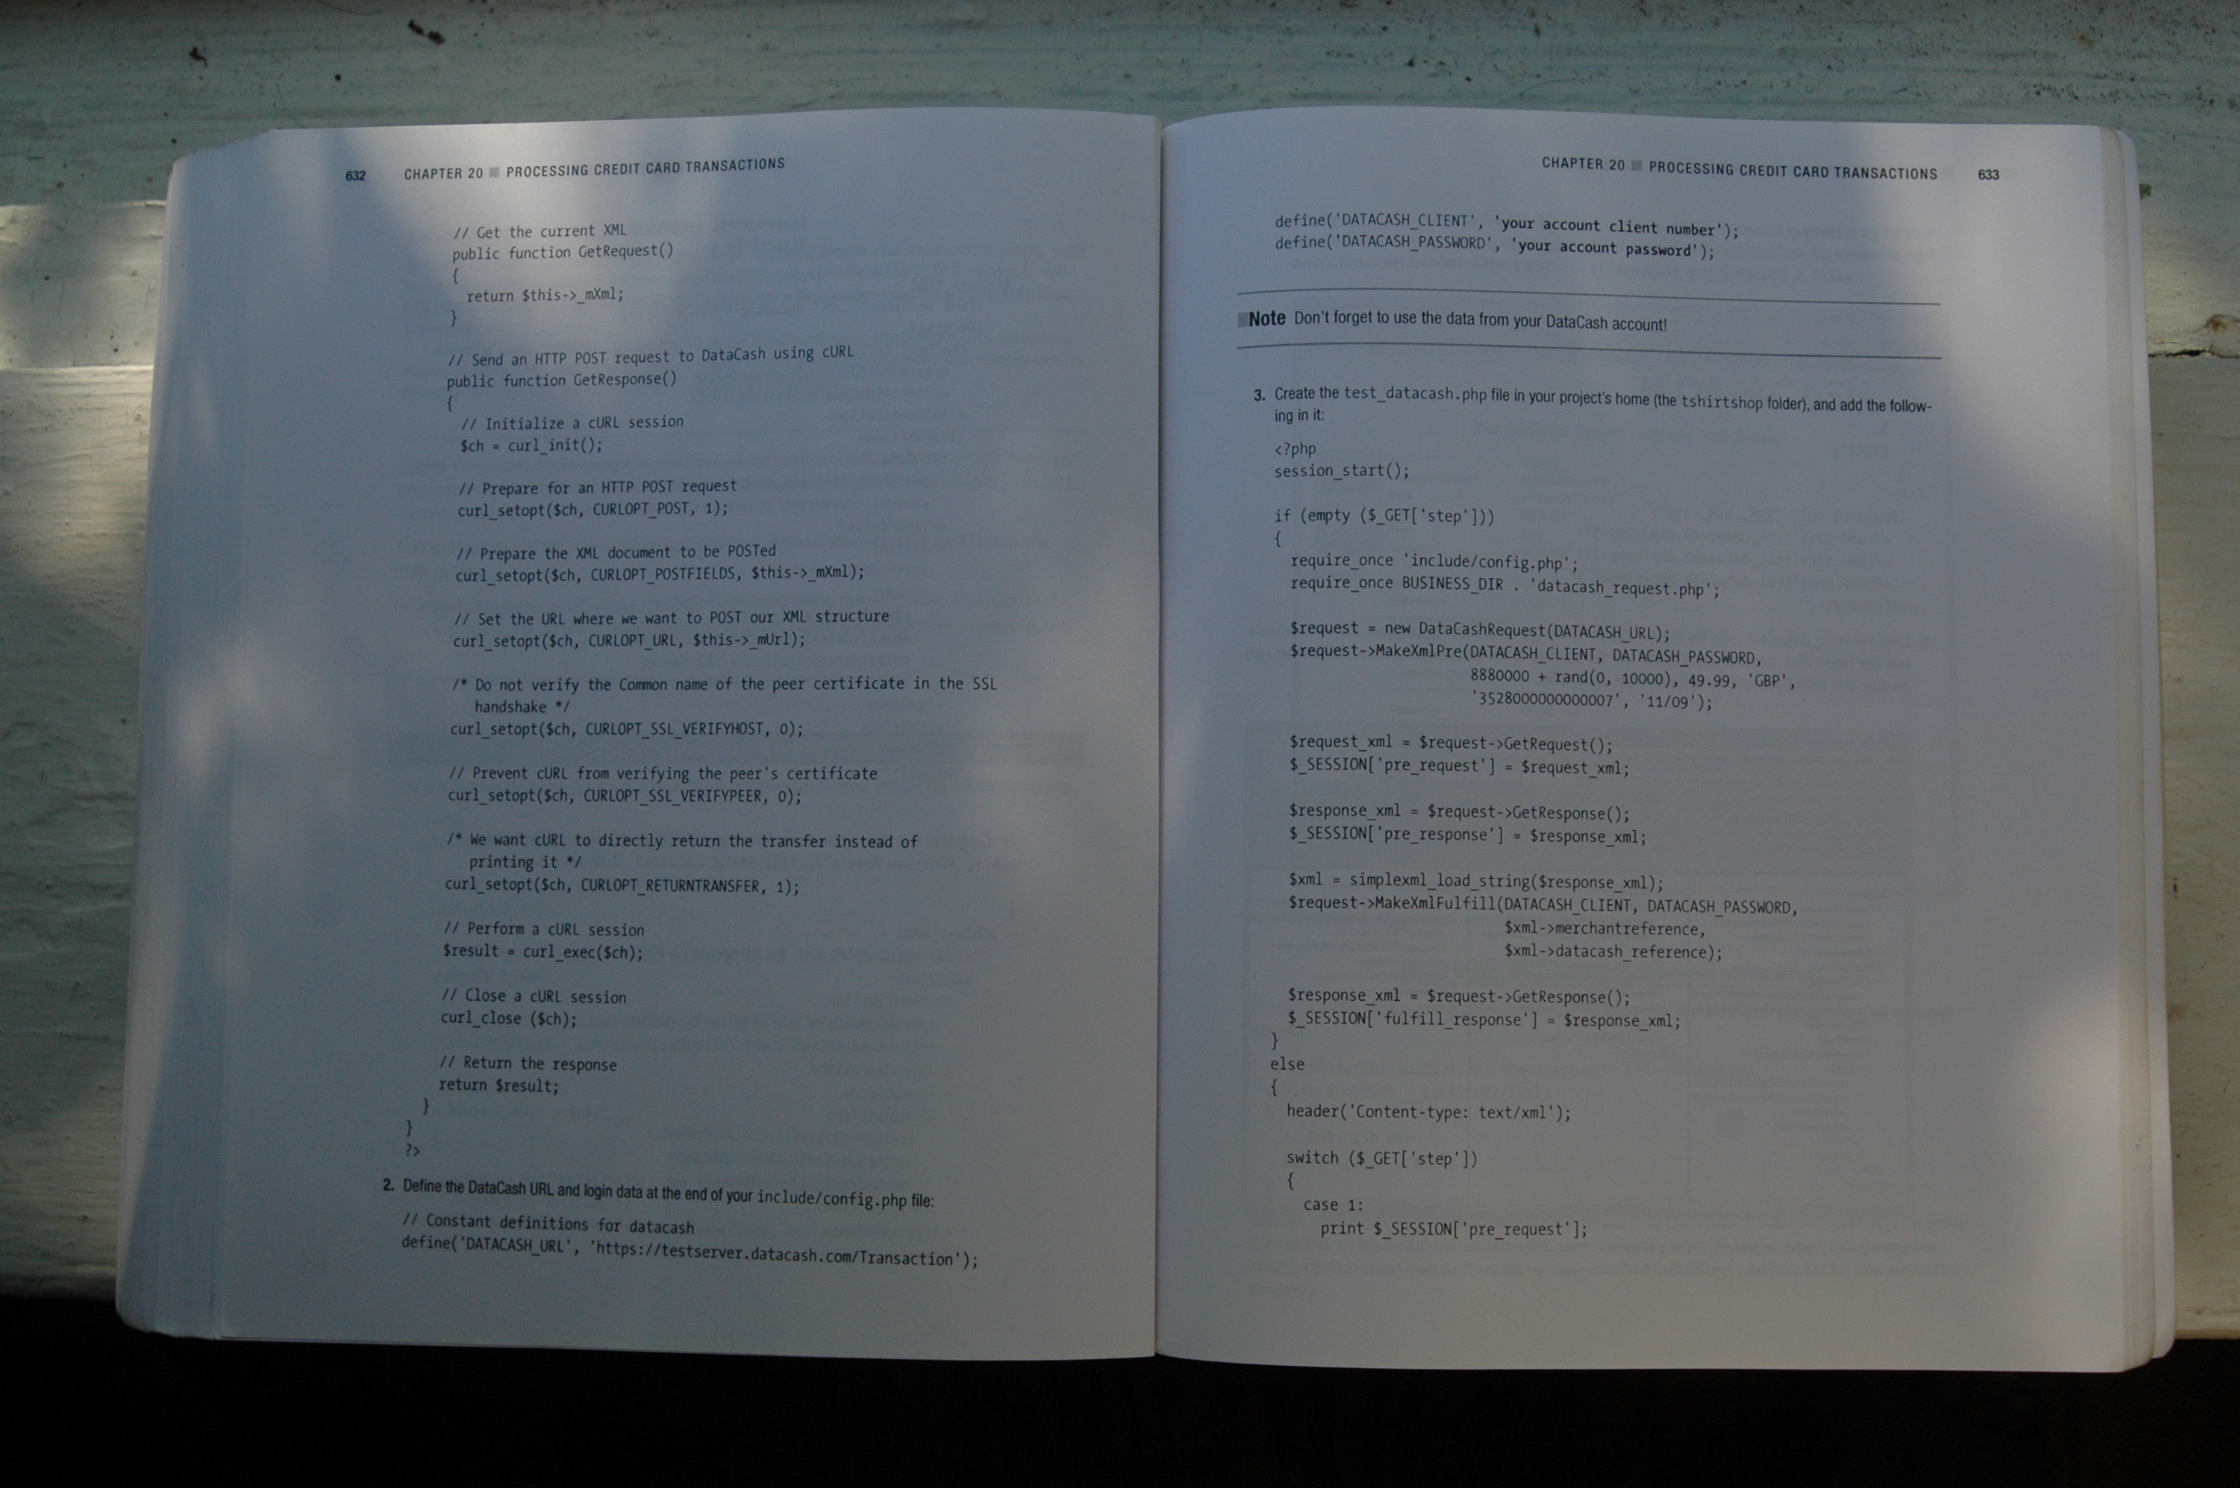 632 CHAPTER 20 ■ PROCESSING CREDIT CARD TRANSACTIONS
// Get the current XML
public function GetRequest()
{
return $this->_mXml;
}
// Send an HTTP POST request to DataCash using cURL
public function GetResponse()
{
// Initialize a cURL session
$ch = curl_init();
// Prepare for an HTTP POST request
curl_setopt($ch, CURLOPT_POST, 1);
// Prepare the XML document to be POSTed
curl_setopt($ch, CURLOPT_POSTFIELDS, $this->_mXml);
// Set the URL where we want to POST our XML structure
curl_setopt($ch, CURLOPT_URL, $this->_mUrl);
/* Do not verify the Common name of the peer certificate in the SSL
handshake */
curl_setopt($ch, CURLOPT_SSL_VERIFYHOST, 0);
// Prevent cURL from verifying the peer's certificate
curl_setopt($ch, CURLOPT_SSL_VERIFYPEER, 0);
/* We want cURL to directly return the transfer instead of
printing it */
curl_setopt($ch, CURLOPT_RETURNTRANSFER, 1);
// Perform a cURL session
$result = curl_exec($ch);
// Close a cURL session
curl_close ($ch);
// Return the response
return $result;
}
}
?>
2. Define the DataCash URL and login data at the end of your include/config.php file:
// Constant definitions for datacash
define('DATACASH_URL', 'https://testserver.datacash.com/Transaction');
CHAPTER 20 ■ PROCESSING CREDIT CARD TRANSACTIONS 633
define('DATACASH_CLIENT', 'your account client number');
define('DATACASH_PASSWORD', 'your account password');
■Note Don't forget to use the data from your DataCash account!
3. Create the test_datacash.php file in your project's home (the tshirtshop folder), and add the follow-
ing in it:
<?php
session_start();
if (empty ($_GET['step']))
{
require_once 'include/config.php';
require_once BUSINESS_DIR . 'datacash_request.php';
$request = new DataCashRequest(DATACASH_URL);
$request->MakeXmlPre(DATACASH_CLIENT, DATACASH_PASSWORD,
8880000 + rand(0, 10000), 49.99, 'GBP',
'3528000000000007', '11/09');
$request_xml = $request->GetRequest();
$_SESSION['pre_request'] = $request_xml;
$response_xml = $request->GetResponse();
$_SESSION['pre_response'] = $response_xml;
$xml = simplexml_load_string($response_xml);
$request->MakeXmlFulfill(DATACASH_CLIENT, DATACASH_PASSWORD,
$xml->merchantreference,
$xml->datacash_reference);
$response_xml = $request->GetResponse();
$_SESSION['fulfill_response'] = $response_xml;
}
else
{
header('Content-type: text/xml');
switch ($_GET['step'])
{
case 1:
print $_SESSION['pre_request'];